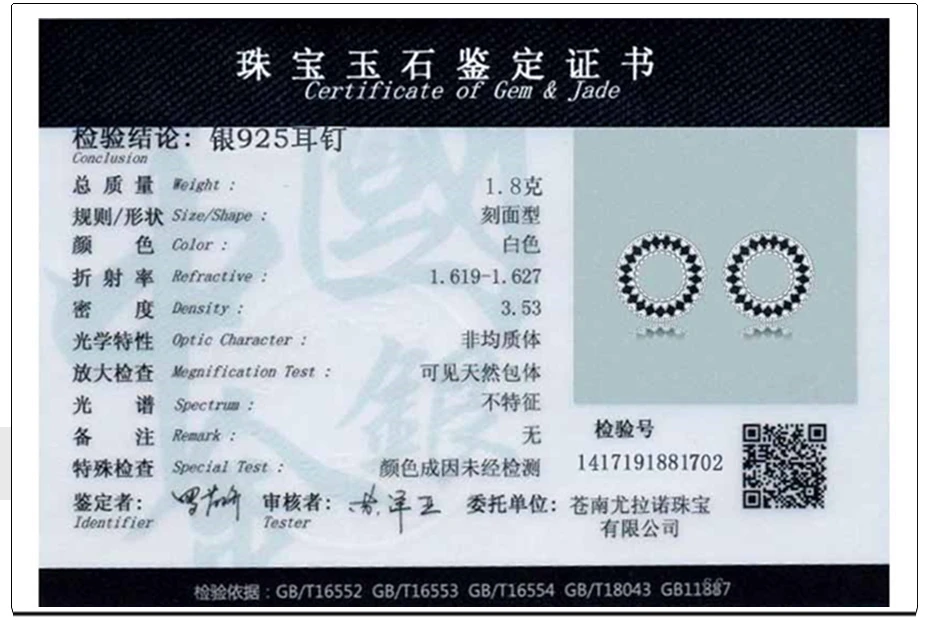 珠宝玉石鉴定证书
Certificate of Gem & Jade
检验结论：银925耳钉
Conclusion
总质量 Weight : 1.8克
规则/形状 Size/Shape : 刻面型
颜色 Color : 白色
折射率 Refractive : 1.619-1.627
密度 Density : 3.53
光学特性 Optic Character : 非均质体
放大检查 Megnification Test : 可见天然包体
光谱 Spectrum : 不特征
备注 Remark : 无
特殊检查 Special Test : 颜色成因未经检测
检验号
1417191881702
鉴定者： 审核者： 委托单位：苍南尤拉诺珠宝
有限公司
Identifier Tester
检验依据：GB/T16552 GB/T16553 GB/T16554 GB/T18043 GB11887